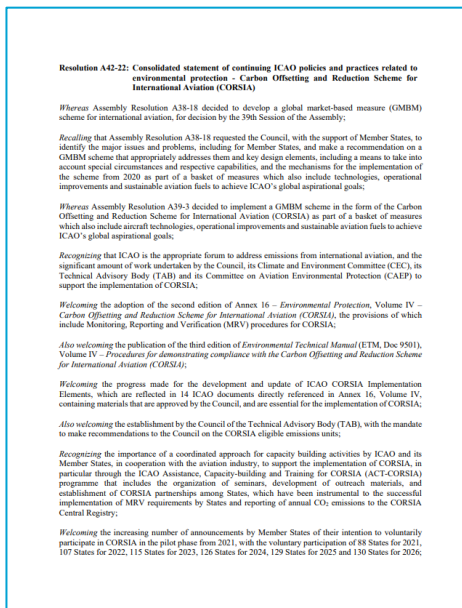 Resolution A42-22: Consolidated statement of continuing ICAO policies and practices related to
environmental protection - Carbon Offsetting and Reduction Scheme for
International Aviation (CORSIA)
Whereas Assembly Resolution A38-18 decided to develop a global market-based measure (GMBM)
scheme for international aviation, for decision by the 39th Session of the Assembly;
Recalling that Assembly Resolution A38-18 requested the Council, with the support of Member States, to
identify the major issues and problems, including for Member States, and make a recommendation on a
GMBM scheme that appropriately addresses them and key design elements, including a means to take into
account special circumstances and respective capabilities, and the mechanisms for the implementation of
the scheme from 2020 as part of a basket of measures which also include technologies, operational
improvements and sustainable aviation fuels to achieve ICAO's global aspirational goals;
Whereas Assembly Resolution A39-3 decided to implement a GMBM scheme in the form of the Carbon
Offsetting and Reduction Scheme for International Aviation (CORSIA) as part of a basket of measures
which also include aircraft technologies, operational improvements and sustainable aviation fuels to achieve
ICAO's global aspirational goals;
Recognizing that ICAO is the appropriate forum to address emissions from international aviation, and the
significant amount of work undertaken by the Council, its Climate and Environment Committee (CEC), its
Technical Advisory Body (TAB) and its Committee on Aviation Environmental Protection (CAEP) to
support the implementation of CORSIA;
Welcoming the adoption of the second edition of Annex 16 – Environmental Protection, Volume IV –
Carbon Offsetting and Reduction Scheme for International Aviation (CORSIA), the provisions of which
include Monitoring, Reporting and Verification (MRV) procedures for CORSIA;
Also welcoming the publication of the third edition of Environmental Technical Manual (ETM, Doc 9501),
Volume IV – Procedures for demonstrating compliance with the Carbon Offsetting and Reduction Scheme
for International Aviation (CORSIA);
Welcoming the progress made for the development and update of ICAO CORSIA Implementation
Elements, which are reflected in 14 ICAO documents directly referenced in Annex 16, Volume IV,
containing materials that are approved by the Council, and are essential for the implementation of CORSIA;
Also welcoming the establishment by the Council of the Technical Advisory Body (TAB), with the mandate
to make recommendations to the Council on the CORSIA eligible emissions units;
Recognizing the importance of a coordinated approach for capacity building activities by ICAO and its
Member States, in cooperation with the aviation industry, to support the implementation of CORSIA, in
particular through the ICAO Assistance, Capacity-building and Training for CORSIA (ACT-CORSIA)
programme that includes the organization of seminars, development of outreach materials, and
establishment of CORSIA partnerships among States, which have been instrumental to the successful
implementation of MRV requirements by States and reporting of annual CO₂ emissions to the CORSIA
Central Registry;
Welcoming the increasing number of announcements by Member States of their intention to voluntarily
participate in CORSIA in the pilot phase from 2021, with the voluntary participation of 88 States for 2021,
107 States for 2022, 115 States for 2023, 126 States for 2024, 129 States for 2025 and 130 States for 2026;